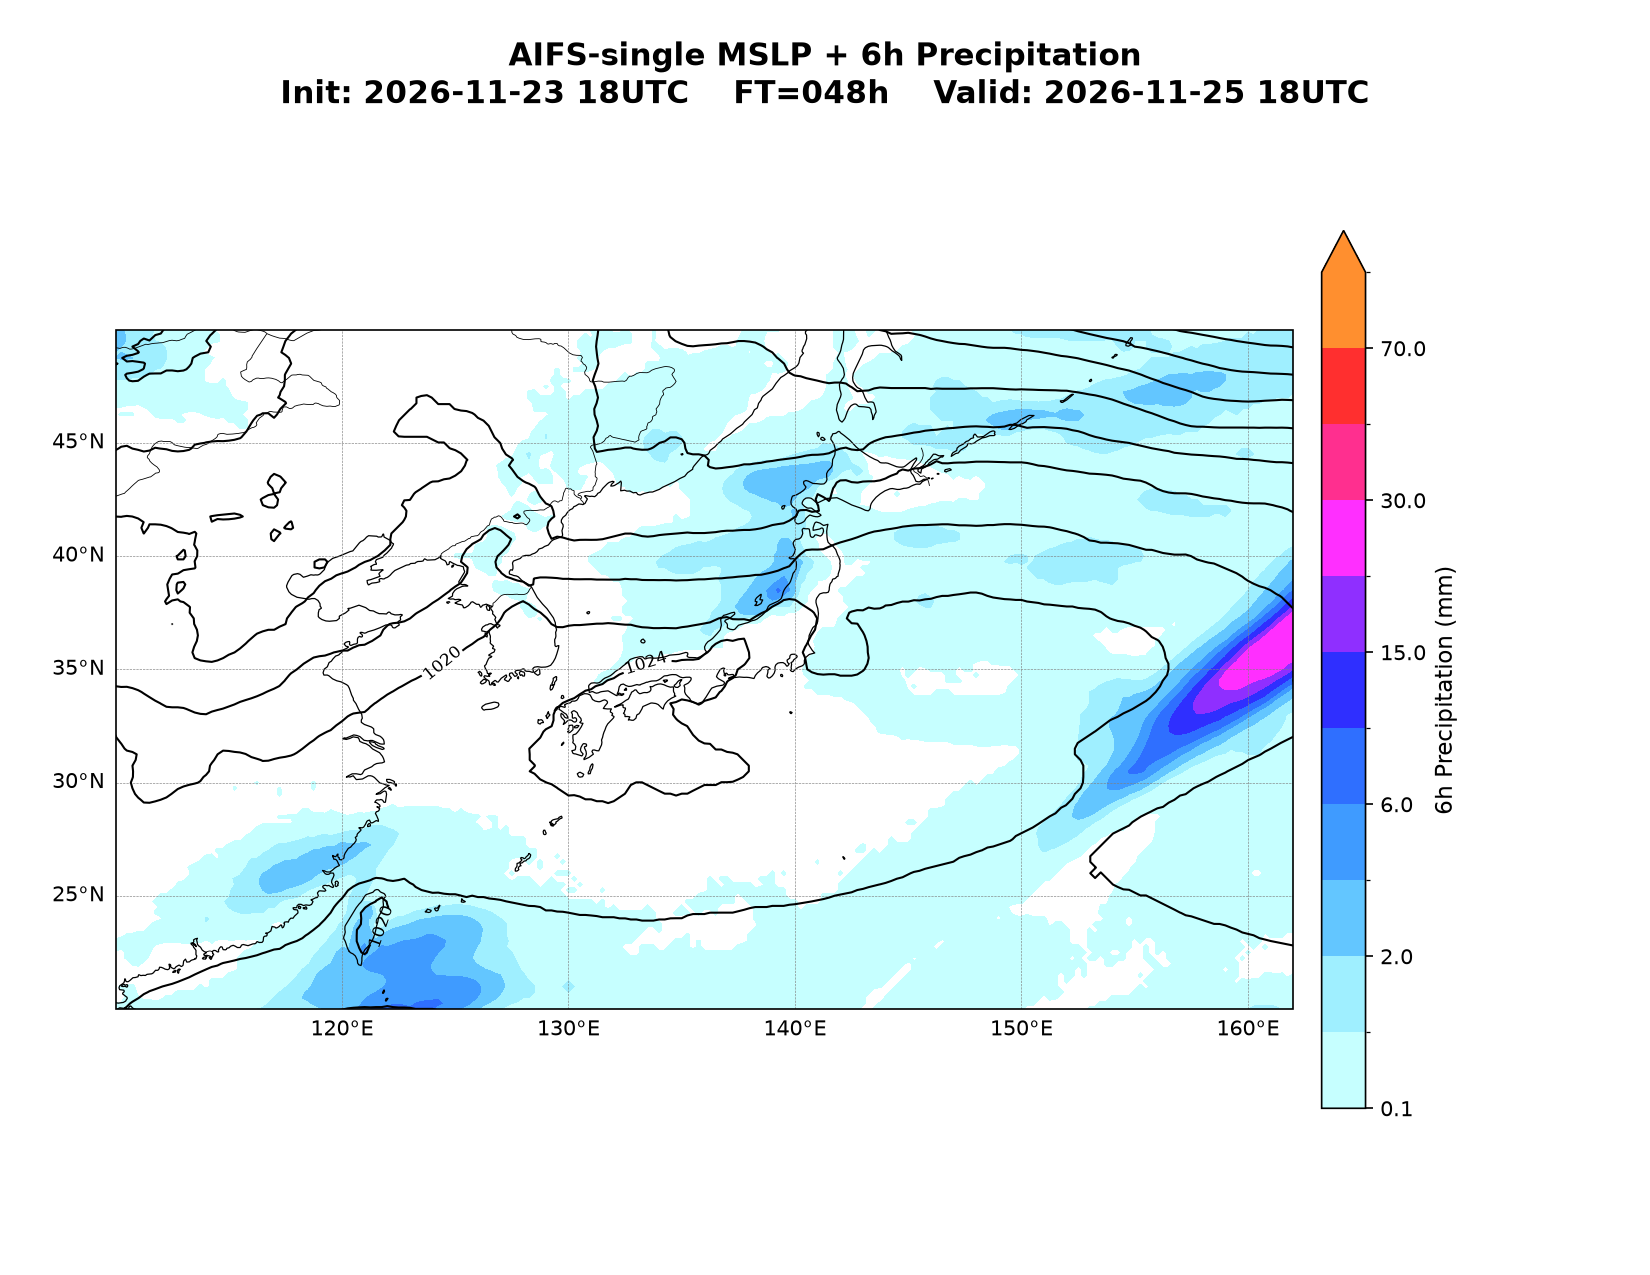 AIFS-single MSLP + 6h Precipitation
Init: 2026-11-23 18UTC    FT=048h    Valid: 2026-11-25 18UTC
70.0
30.0
15.0
6.0
2.0
0.1
6h Precipitation (mm)
45°N
40°N
35°N
30°N
25°N
1020
1024
1020
120°E
130°E
140°E
150°E
160°E